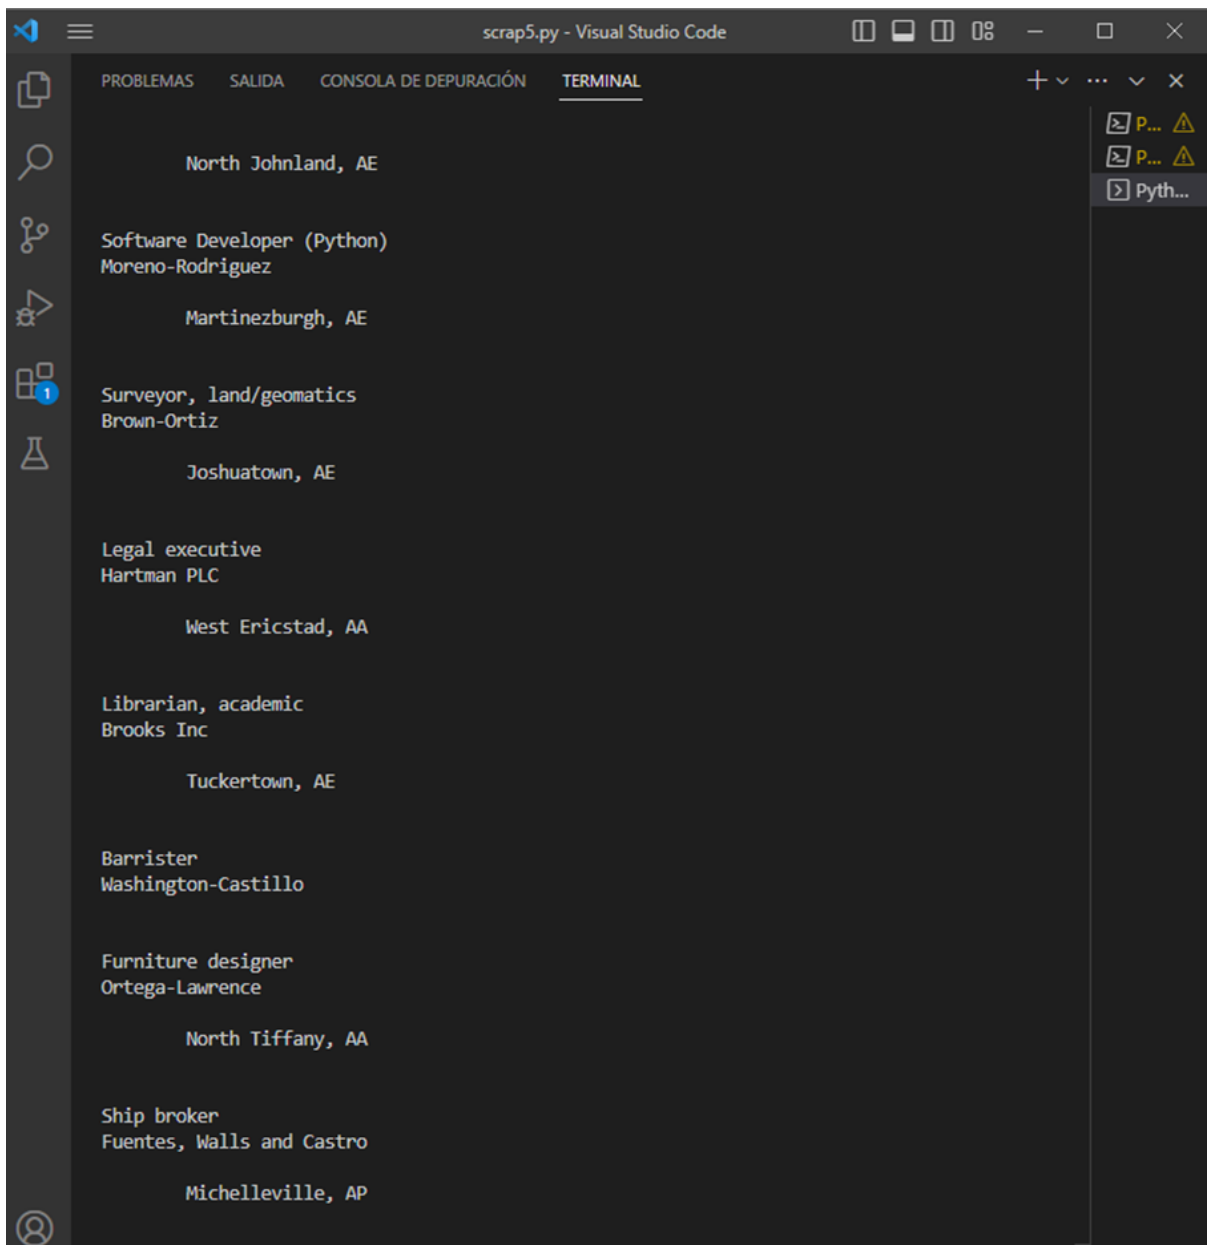 scrap5.py - Visual Studio Code
PROBLEMAS SALIDA CONSOLA DE DEPURACIÓN TERMINAL
P...
P...
Pyth...
North Johnland, AE
Software Developer (Python)
Moreno-Rodriguez
Martinezburgh, AE
Surveyor, land/geomatics
Brown-Ortiz
Joshuatown, AE
1
Legal executive
Hartman PLC
West Ericstad, AA
Librarian, academic
Brooks Inc
Tuckertown, AE
Barrister
Washington-Castillo
Furniture designer
Ortega-Lawrence
North Tiffany, AA
Ship broker
Fuentes, Walls and Castro
Michelleville, AP